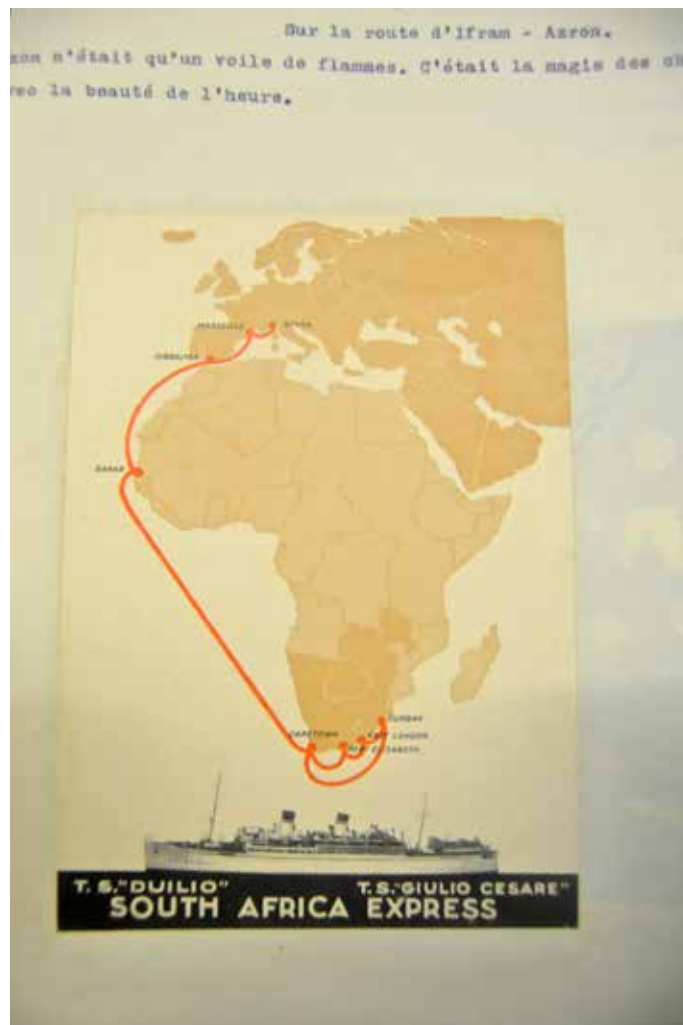 Sur la route d'Ifram - Azron.
n'était qu'un voile de flammes. C'était la magie des
la beauté de l'heure.
MARSEILLE
GENOA
GIBRALTAR
DAKAR
DURBAN
CAPETOWN
EAST LONDON
PORT ELIZABETH
T. S. "DUILIO"
T.S. "GIULIO CESARE"
SOUTH AFRICA EXPRESS